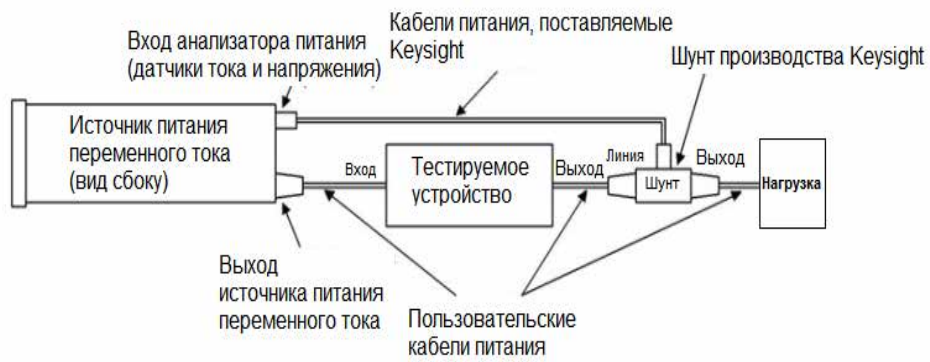 Кабели питания, поставляемые
Keysight
Вход анализатора питания
(датчики тока и напряжения)
Шунт производства Keysight
Источник питания
переменного тока
(вид сбоку)
Вход
Тестируемое
устройство
Выход
Линия
Шунт
Выход
Нагрузка
Выход
источника питания
переменного тока
Пользовательские
кабели питания